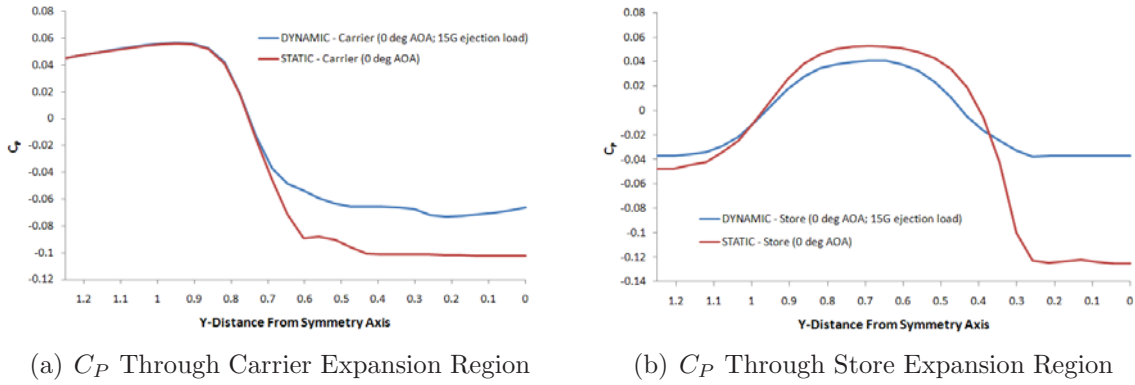 0.08
0.06
0.04
0.02
0
-0.02
-0.04
-0.06
-0.08
-0.1
-0.12
C_P
DYNAMIC - Carrier (0 deg AOA; 15G ejection load)
STATIC - Carrier (0 deg AOA)
1.2 1.1 1 0.9 0.8 0.7 0.6 0.5 0.4 0.3 0.2 0.1 0
Y-Distance From Symmetry Axis
(a) C_P Through Carrier Expansion Region
0.08
0.06
0.04
0.02
0
-0.02
-0.04
-0.06
-0.08
-0.1
-0.12
-0.14
C_P
DYNAMIC - Store (0 deg AOA; 15G ejection load)
STATIC - Store (0 deg AOA)
1.2 1.1 1 0.9 0.8 0.7 0.6 0.5 0.4 0.3 0.2 0.1 0
Y-Distance From Symmetry Axis
(b) C_P Through Store Expansion Region